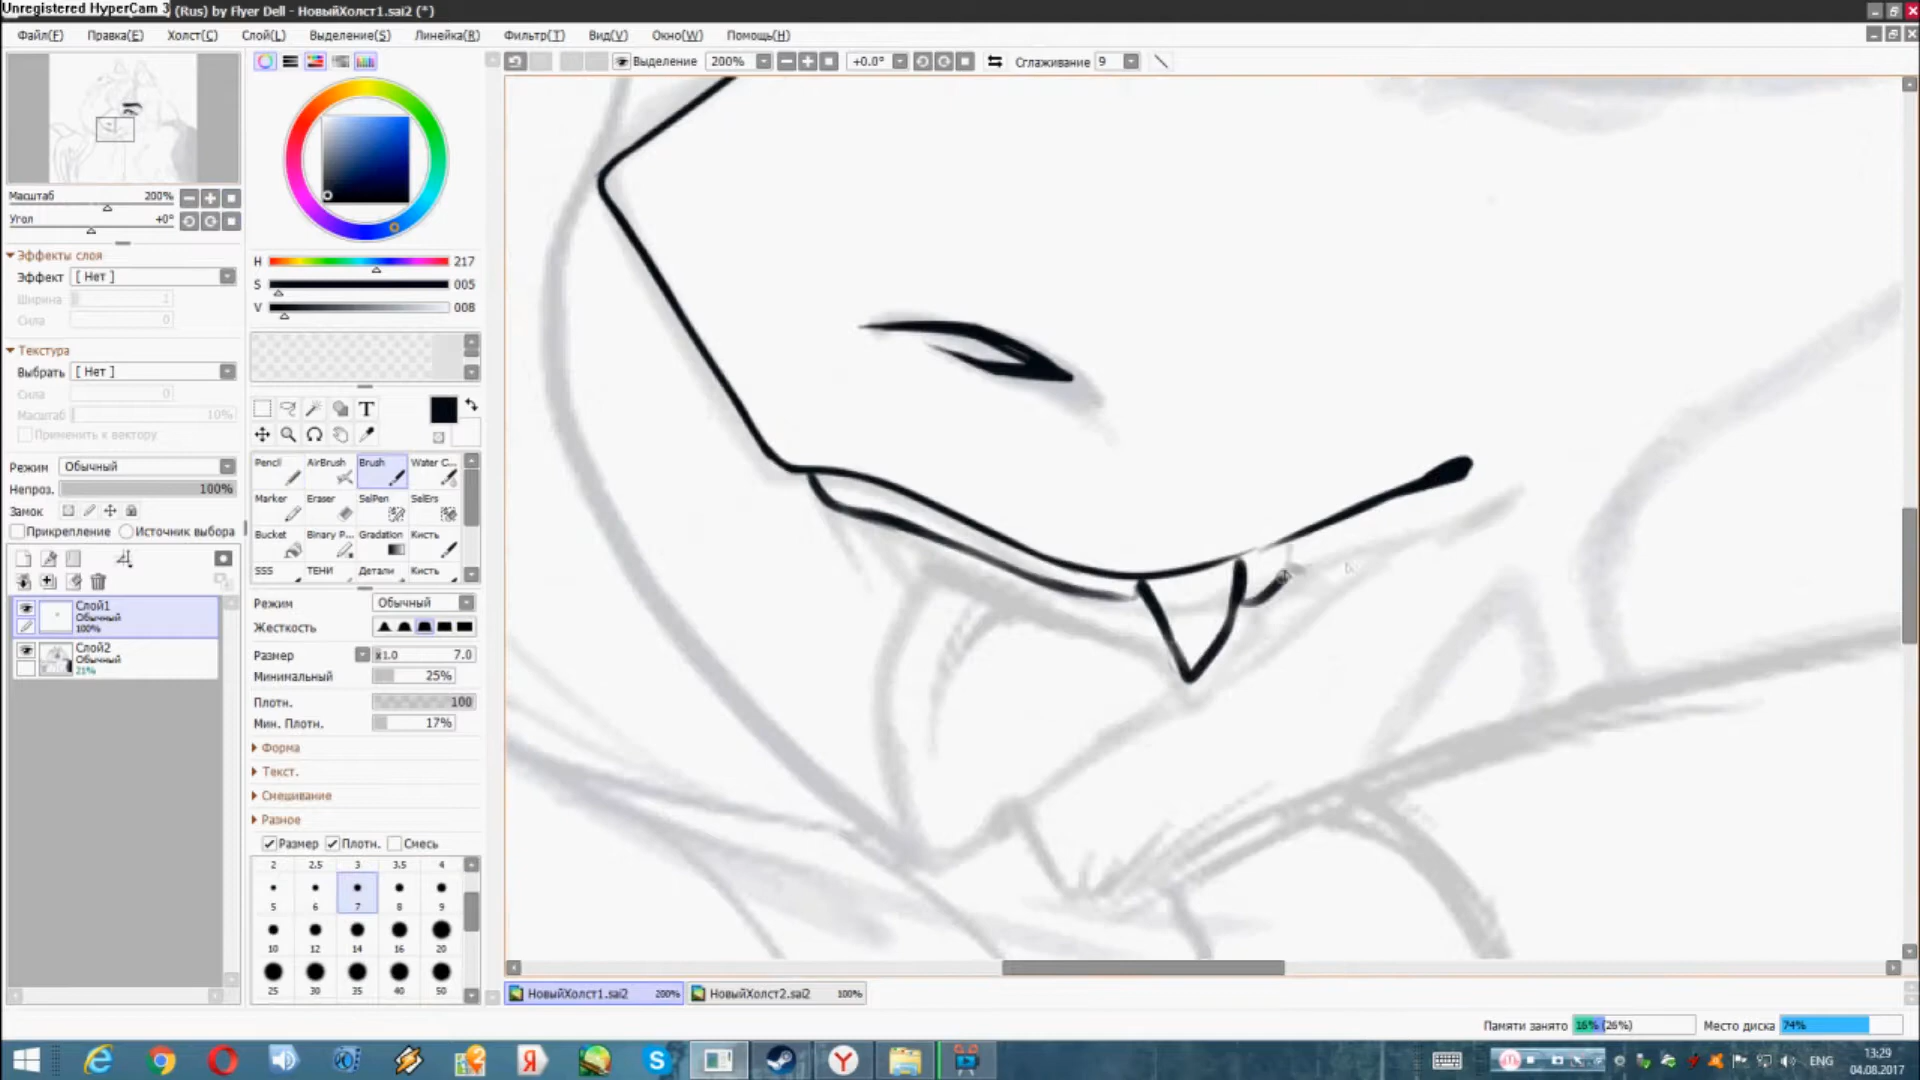 Unregistered HyperCam 3
(Rus) by Flyer Dell - НовыйХолст1.sai2 (*)
Файл(F) Правка(E) Холст(C) Слой(L) Выделение(S) Линейка(R) Фильтр(T) Вид(V) Окно(W) Помощь(H)
Выделение 200% +0.0° Сглаживание 9
Масштаб 200%
Угол +0°
Эффекты слоя
Эффект [ Нет ]
Ширина 1
Сила 0
Текстура
Выбрать [ Нет ]
Сила 0
Масштаб 10%
Применить к вектору
Режим Обычный
Непроз. 100%
Замок
Прикрепление Источник выбора
Слой1
Обычный
100%
Слой2
Обычный
21%
H 217
S 005
V 008
T
Pencil AirBrush Brush Water C...
Marker Eraser SelPen SelErs
Bucket Binary P... Gradation Кисть
SSS ТЕНИ Детали Кисть
Режим Обычный
Жесткость
Размер x1.0 7.0
Минимальный 25%
Плотн. 100
Мин. Плотн. 17%
Форма
Текст.
Смешивание
Разное
Размер Плотн. Смесь
2 2.5 3 3.5 4
5 6 7 8 9
10 12 14 16 20
25 30 35 40 50
НовыйХолст1.sai2 200% НовыйХолст2.sai2 100%
Памяти занято 16% (26%) Место диска 74%
ENG
13:29
04.08.2017